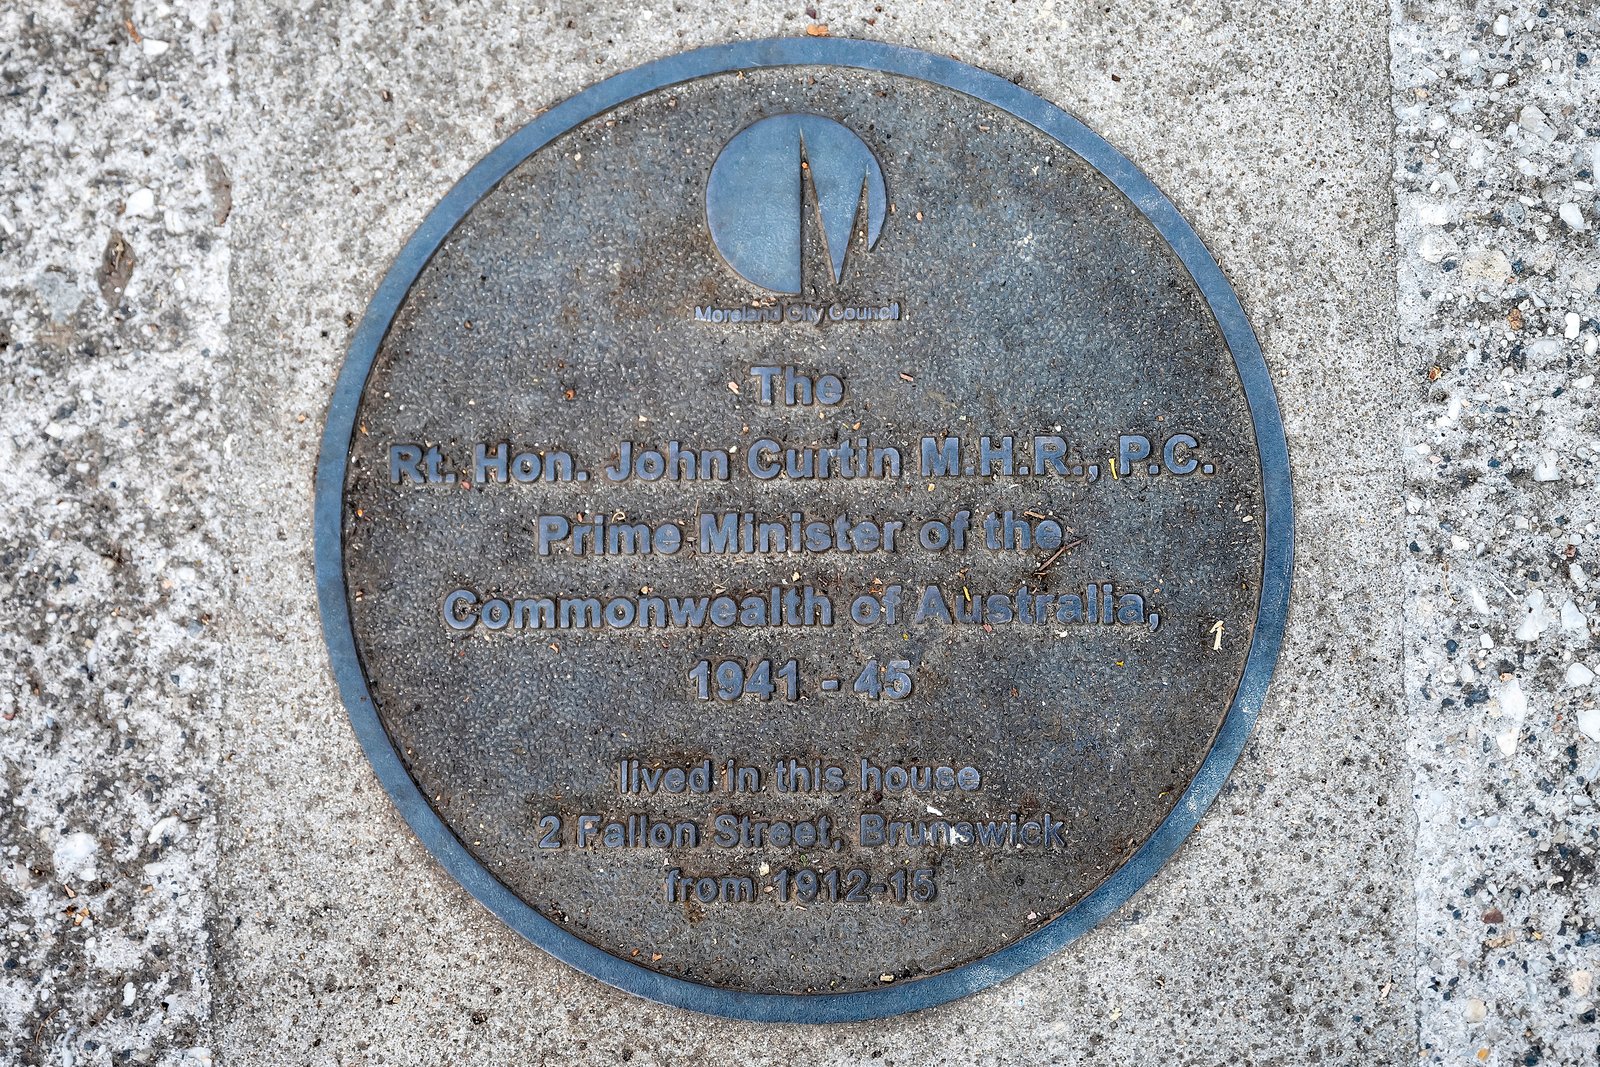 Moreland City Council
The
Rt. Hon. John Curtin M.H.R., P.C.
Prime Minister of the
Commonwealth of Australia,
1941 - 45
lived in this house
2 Fallon Street, Brunswick
from 1912-15